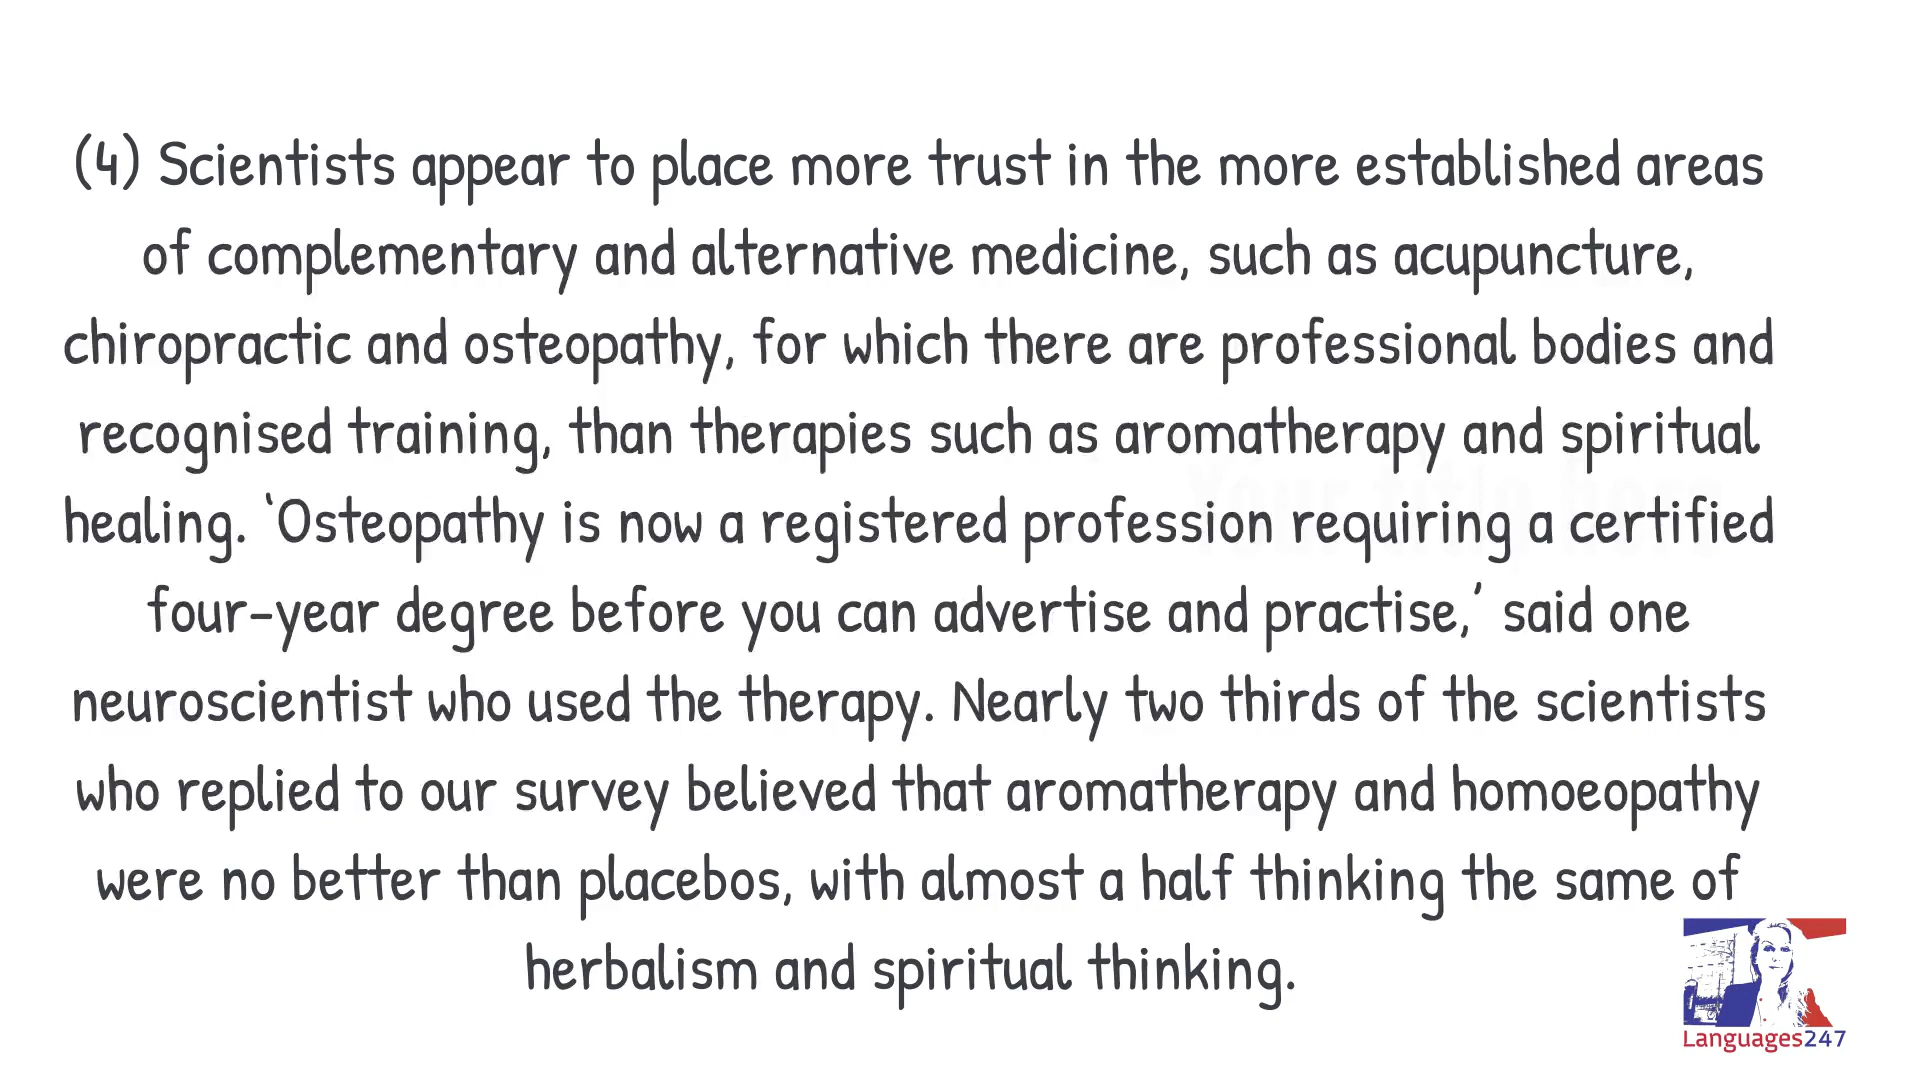 (4) Scientists appear to place more trust in the more established areas
of complementary and alternative medicine, such as acupuncture,
chiropractic and osteopathy, for which there are professional bodies and
recognised training, than therapies such as aromatherapy and spiritual
healing. ‘Osteopathy is now a registered profession requiring a certified
four-year degree before you can advertise and practise,’ said one
neuroscientist who used the therapy. Nearly two thirds of the scientists
who replied to our survey believed that aromatherapy and homoeopathy
were no better than placebos, with almost a half thinking the same of
herbalism and spiritual thinking.
Your title here
Languages247